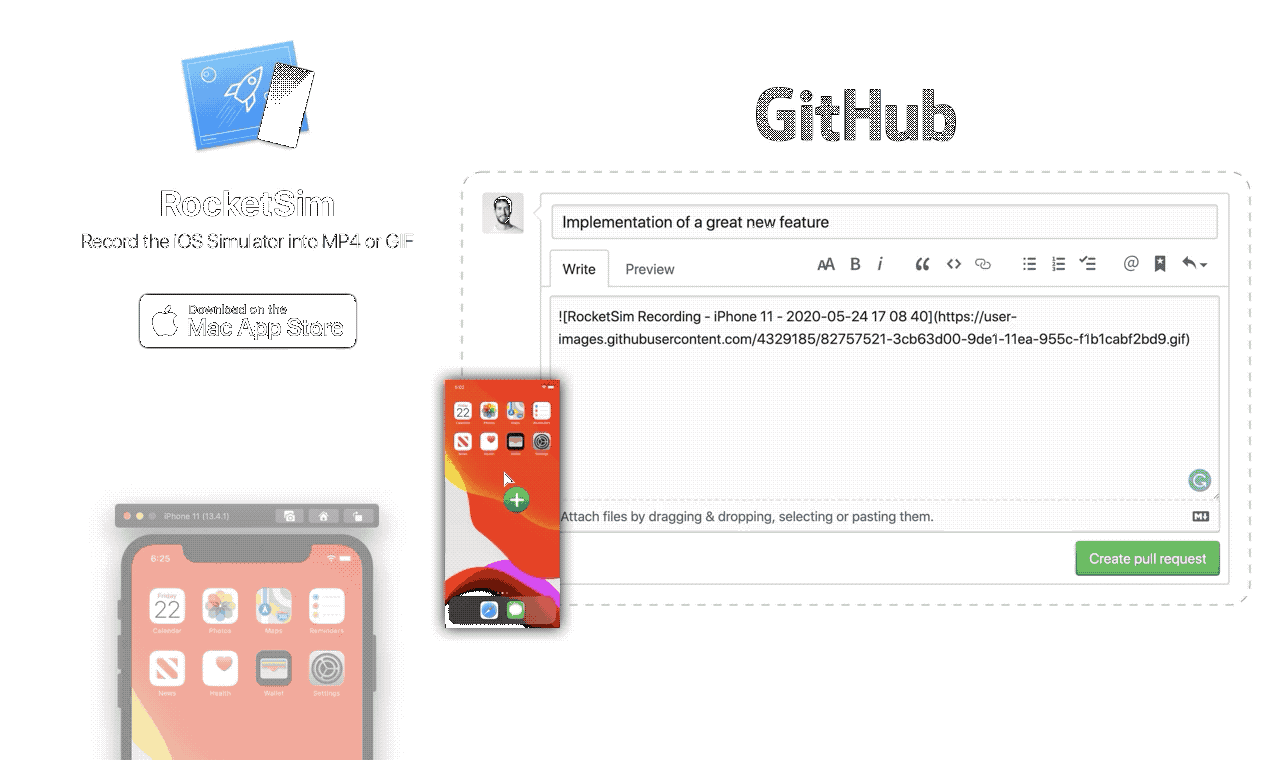 RocketSim
Record the iOS Simulator into MP4 or GIF
Download on the
Mac App Store
GitHub
Implementation of a great new feature
Write
Preview
AA B i
@
![RocketSim Recording - iPhone 11 - 2020-05-24 17 08 40](https://user-
images.githubusercontent.com/4329185/82757521-3cb63d00-9de1-11ea-955c-f1b1cabf2bd9.gif)
Attach files by dragging & dropping, selecting or pasting them.
Create pull request
22
iPhone 11 (13.4.1)
6:25
Friday
22
Calendar
Photos
Maps
Reminders
News
Health
Wallet
Settings